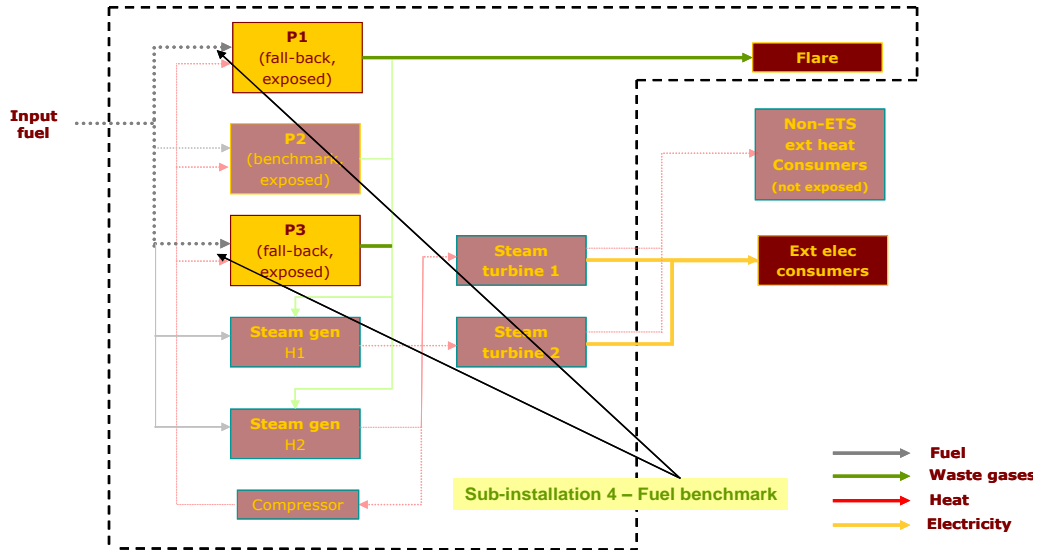 P1
(fall-back,
exposed)
Flare
Input
fuel
P2
(benchmark,
exposed)
Non-ETS
ext heat
Consumers
(not exposed)
P3
(fall-back,
exposed)
Steam
turbine 1
Ext elec
consumers
Steam gen
H1
Steam
turbine 2
Steam gen
H2
Compressor
Sub-installation 4 – Fuel benchmark
Fuel
Waste gases
Heat
Electricity